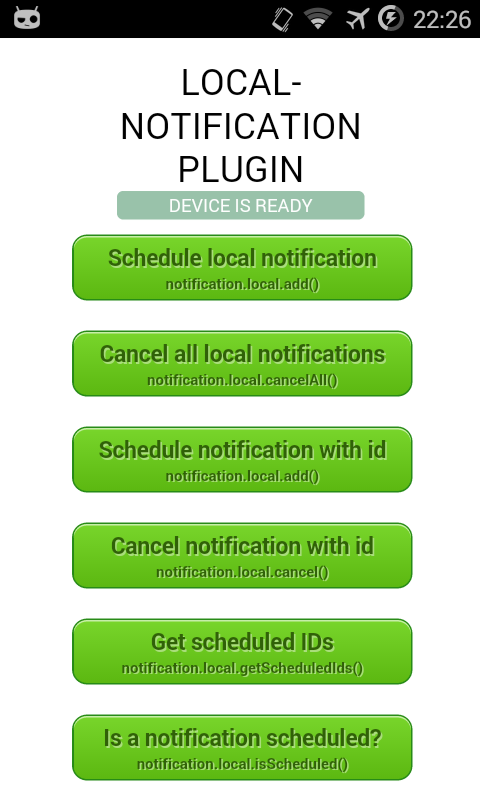 22:26
LOCAL-
NOTIFICATION
PLUGIN
DEVICE IS READY
Schedule local notification
notification.local.add()
Cancel all local notifications
notification.local.cancelAll()
Schedule notification with id
notification.local.add()
Cancel notification with id
notification.local.cancel()
Get scheduled IDs
notification.local.getScheduledIds()
Is a notification scheduled?
notification.local.isScheduled()